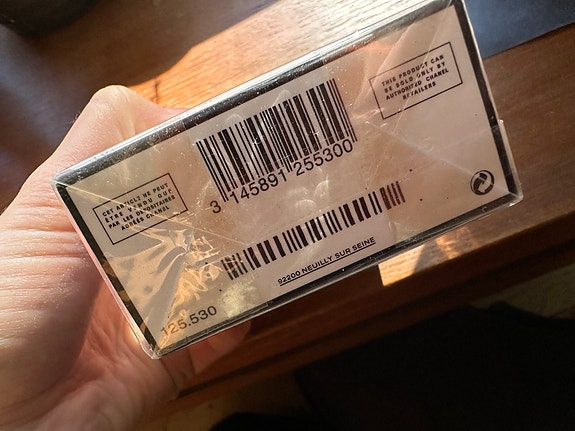 CET ARTICLE NE PEUT
ÊTRE VENDU QUE
PAR LES DÉPOSITAIRES
AGRÉÉS CHANEL
3 145891 255300
THIS PRODUCT CAN
BE SOLD ONLY BY
AUTHORIZED CHANEL
RETAILERS
92200 NEUILLY SUR SEINE
125.530